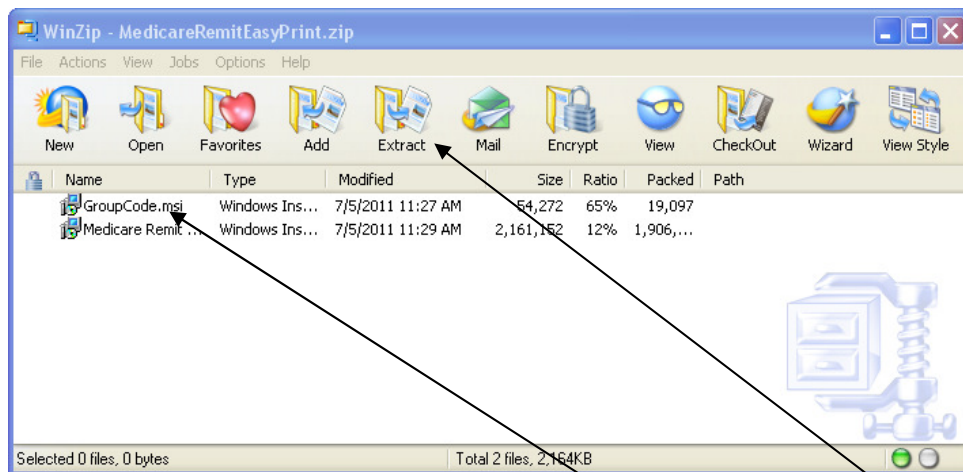 WinZip - MedicareRemitEasyPrint.zip
File Actions View Jobs Options Help
New Open Favorites Add Extract Mail Encrypt View CheckOut Wizard View Style
Name Type Modified Size Ratio Packed Path
GroupCode.msi Windows Ins... 7/5/2011 11:27 AM 54,272 65% 19,097
Medicare Remit ... Windows Ins... 7/5/2011 11:29 AM 2,161,152 12% 1,906,...
Selected 0 files, 0 bytes Total 2 files, 2,164KB